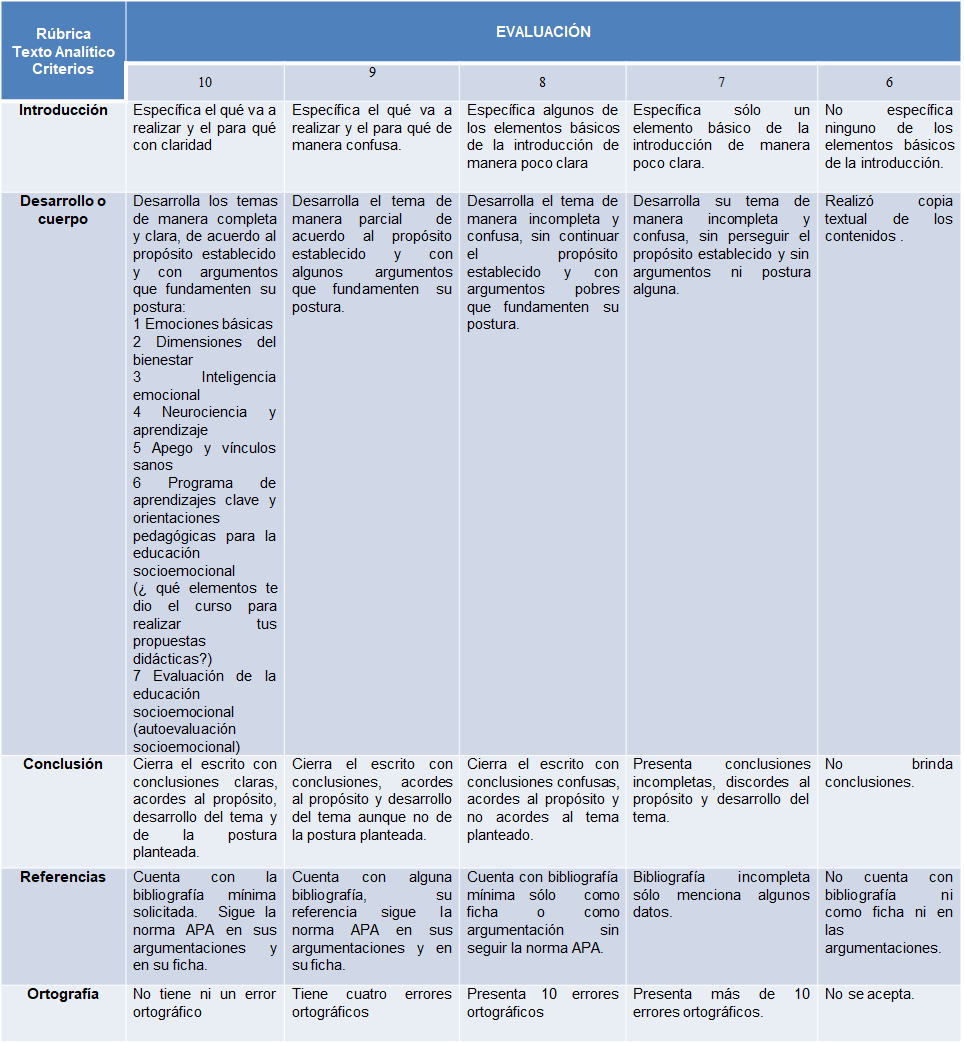 Rúbrica
Texto Analítico
Criterios
EVALUACIÓN
10
9
8
7
6
Introducción
Específica el qué va a
realizar y el para qué
con claridad
Específica el qué va a
realizar y el para qué de
manera confusa.
Específica algunos de
los elementos básicos
de la introducción de
manera poco clara
Específica sólo un
elemento básico de la
introducción de manera
poco clara.
No específica
ninguno de los
elementos básicos
de la introducción.
Desarrollo o
cuerpo
Desarrolla los temas
de manera completa
y clara, de acuerdo al
propósito establecido
y con argumentos
que fundamenten su
postura:
1 Emociones básicas
2 Dimensiones del
bienestar
3 Inteligencia
emocional
4 Neurociencia y
aprendizaje
5 Apego y vínculos
sanos
6 Programa de
aprendizajes clave y
orientaciones
pedagógicas para la
educación
socioemocional
(¿ qué elementos te
dio el curso para
realizar tus
propuestas
didácticas?)
7 Evaluación de la
educación
socioemocional
(autoevaluación
socioemocional)
Desarrolla el tema de
manera parcial de
acuerdo al propósito
establecido y con
algunos argumentos
que fundamenten su
postura.
Desarrolla el tema de
manera incompleta y
confusa, sin continuar
el propósito
establecido y con
argumentos pobres
que fundamenten su
postura.
Desarrolla su tema de
manera incompleta y
confusa, sin perseguir el
propósito establecido y sin
argumentos ni postura
alguna.
Realizó copia
textual de los
contenidos .
Conclusión
Cierra el escrito con
conclusiones claras,
acordes al propósito,
desarrollo del tema y
de la postura
planteada.
Cierra el escrito con
conclusiones, acordes
al propósito y desarrollo
del tema aunque no de
la postura planteada.
Cierra el escrito con
conclusiones confusas,
acordes al propósito y
no acordes al tema
planteado.
Presenta conclusiones
incompletas, discordes al
propósito y desarrollo del
tema.
No brinda
conclusiones.
Referencias
Cuenta con la
bibliografía mínima
solicitada. Sigue la
norma APA en sus
argumentaciones y
en su ficha.
Cuenta con alguna
bibliografía, su
referencia sigue la
norma APA en sus
argumentaciones y en
su ficha.
Cuenta con bibliografía
mínima sólo como
ficha o como
argumentación sin
seguir la norma APA.
Bibliografía incompleta
sólo menciona algunos
datos.
No cuenta con
bibliografía ni
como ficha ni en
las
argumentaciones.
Ortografía
No tiene ni un error
ortográfico
Tiene cuatro errores
ortográficos
Presenta 10 errores
ortográficos
Presenta más de 10
errores ortográficos.
No se acepta.